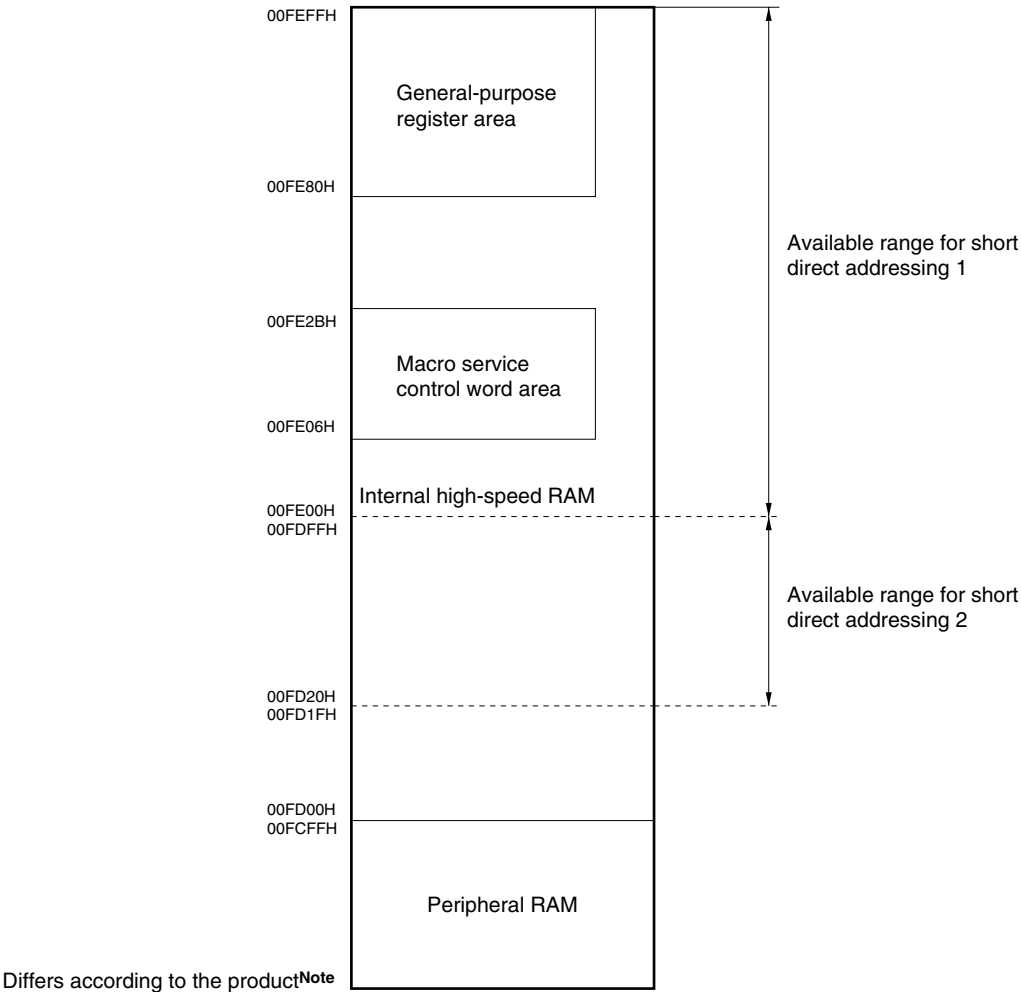 00FEFFH
General-purpose
register area
00FE80H
Available range for short
direct addressing 1
00FE2BH
Macro service
control word area
00FE06H
Internal high-speed RAM
00FE00H
00FDFFH
Available range for short
direct addressing 2
00FD20H
00FD1FH
00FD00H
00FCFFH
Peripheral RAM
Differs according to the productNote